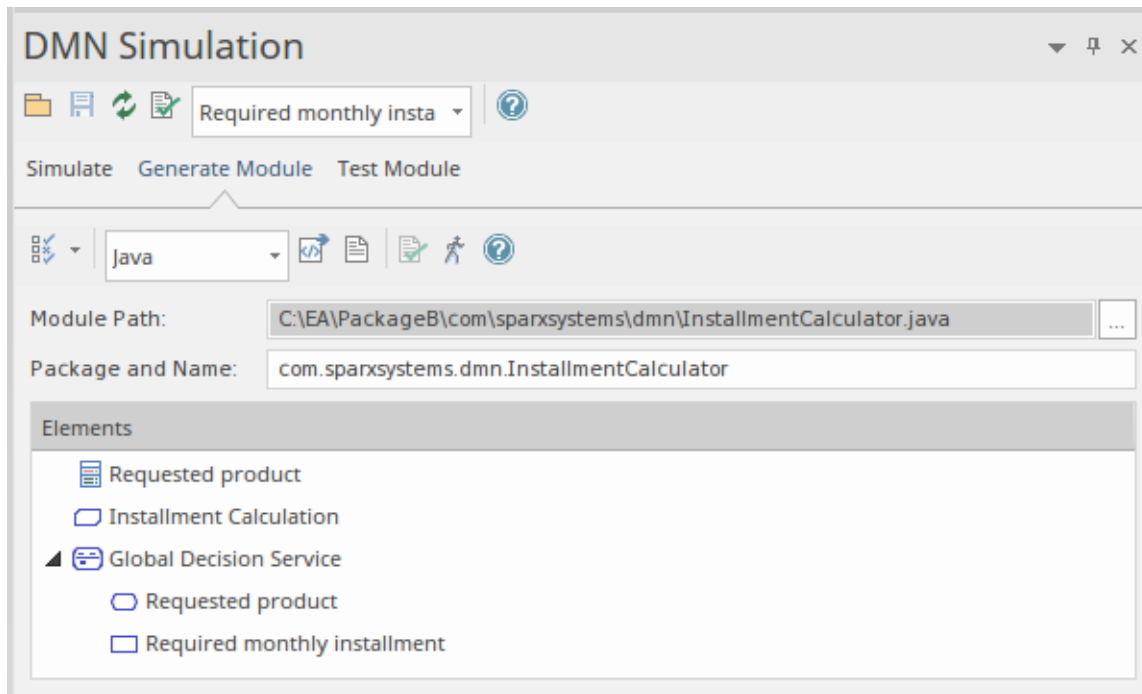 DMN Simulation
Required monthly insta
Simulate Generate Module Test Module
Java
Module Path: C:\EA\PackageB\com\sparxsystems\dmn\InstallmentCalculator.java ...
Package and Name: com.sparxsystems.dmn.InstallmentCalculator
Elements
Requested product
Installment Calculation
Global Decision Service
Requested product
Required monthly installment